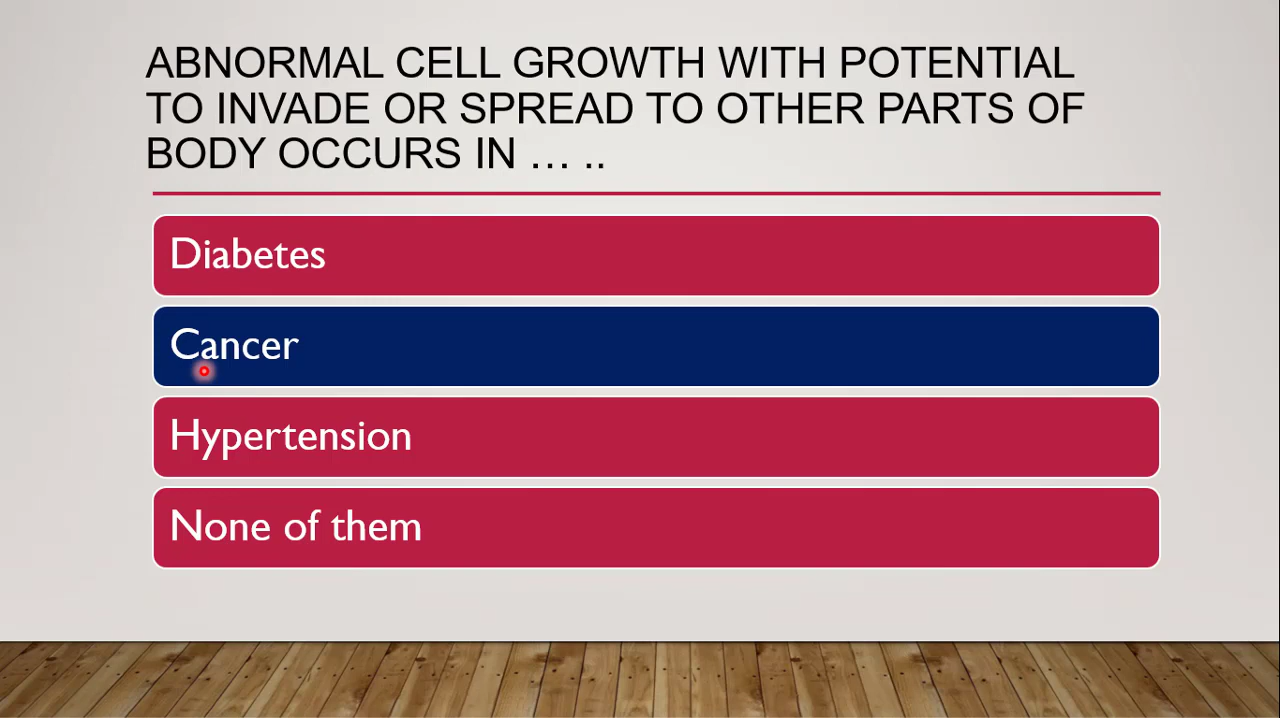 ABNORMAL CELL GROWTH WITH POTENTIAL
TO INVADE OR SPREAD TO OTHER PARTS OF
BODY OCCURS IN … ..
Diabetes
Cancer
Hypertension
None of them